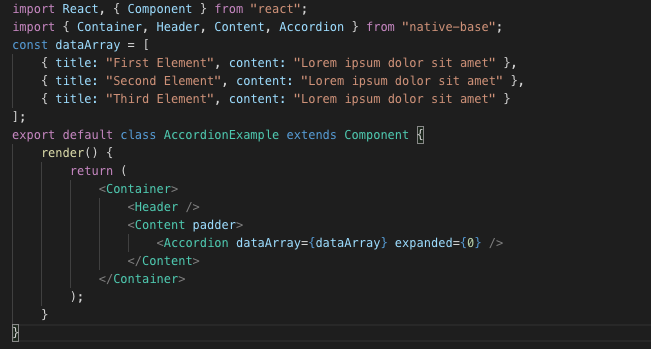 import React, { Component } from "react";
import { Container, Header, Content, Accordion } from "native-base";
const dataArray = [
    { title: "First Element", content: "Lorem ipsum dolor sit amet" },
    { title: "Second Element", content: "Lorem ipsum dolor sit amet" },
    { title: "Third Element", content: "Lorem ipsum dolor sit amet" }
];
export default class AccordionExample extends Component {
    render() {
        return (
            <Container>
                <Header />
                <Content padder>
                    <Accordion dataArray={dataArray} expanded={0} />
                </Content>
            </Container>
        );
    }
}